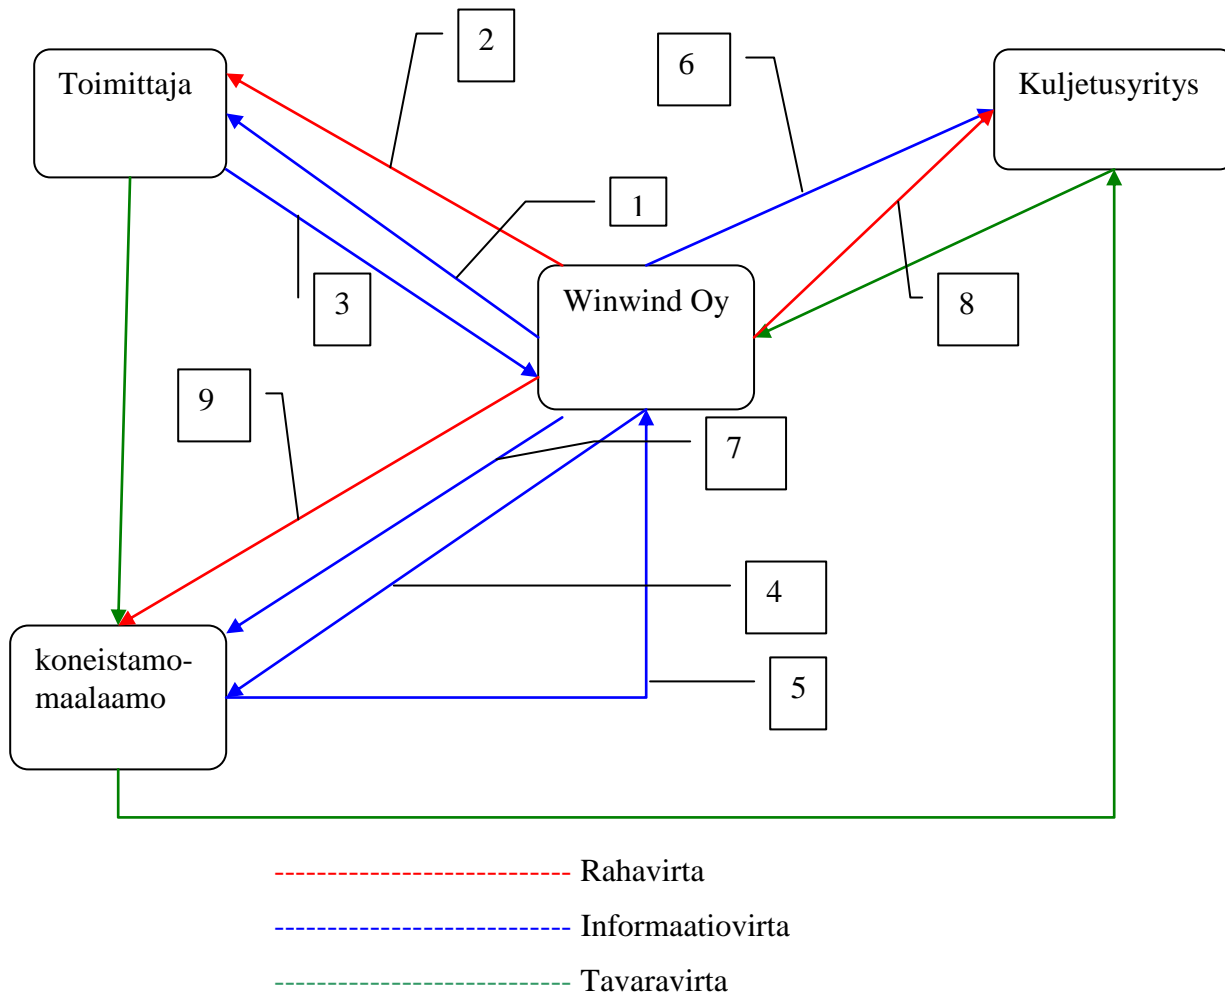 2
6
Toimittaja
Kuljetusyritys
1
3
Winwind Oy
8
9
7
4
koneistamo-
maalaamo
5
Rahavirta
Informaatiovirta
Tavaravirta